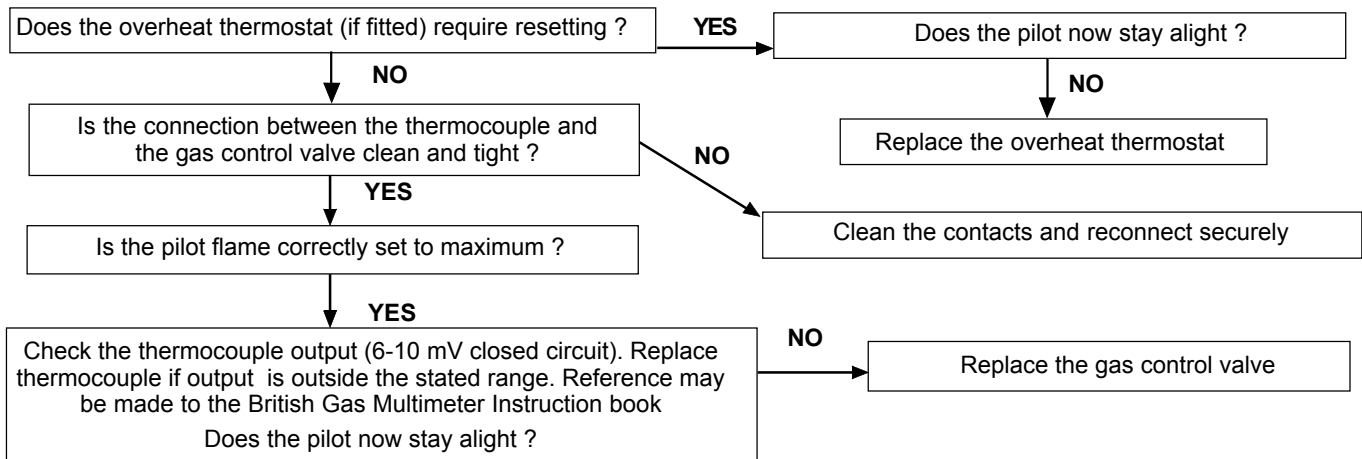 Does the overheat thermostat (if fitted) require resetting ?
YES
Does the pilot now stay alight ?
NO
NO
Is the connection between the thermocouple and
the gas control valve clean and tight ?
Replace the overheat thermostat
NO
YES
Clean the contacts and reconnect securely
Is the pilot flame correctly set to maximum ?
YES
Check the thermocouple output (6-10 mV closed circuit). Replace
thermocouple if output is outside the stated range. Reference may
be made to the British Gas Multimeter Instruction book
Does the pilot now stay alight ?
NO
Replace the gas control valve